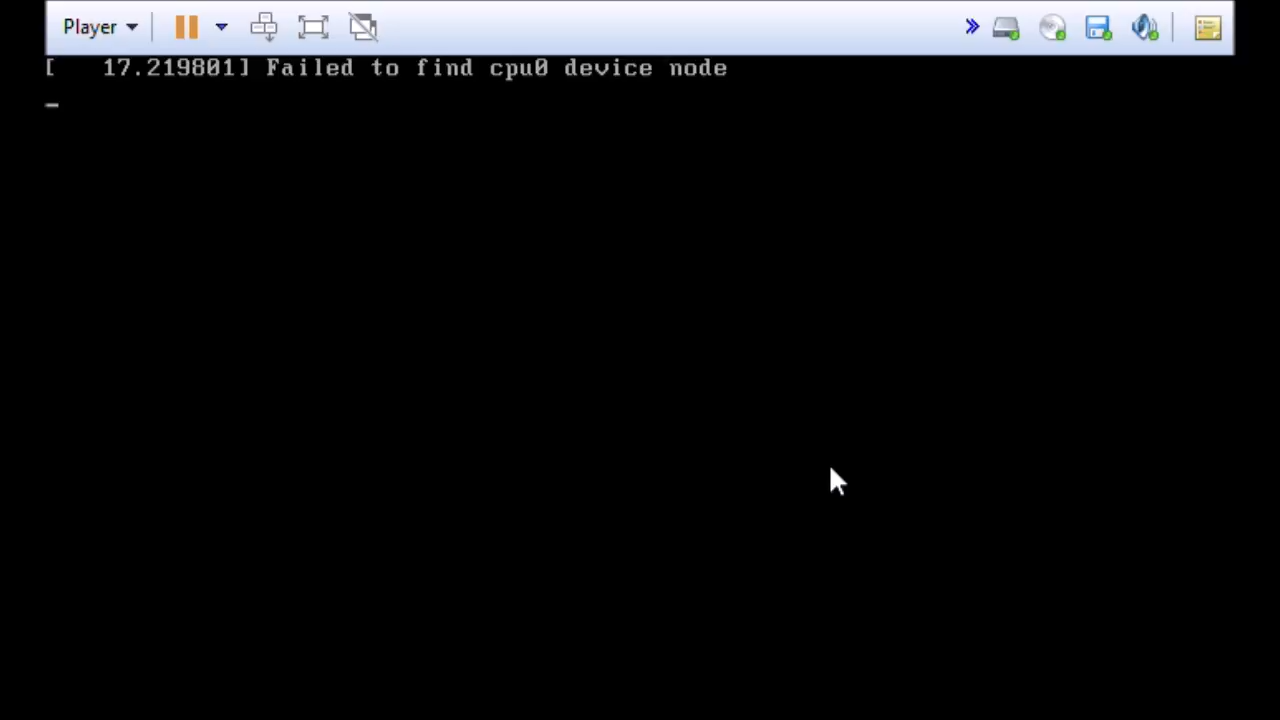 Player
[   17.219801] Failed to find cpu0 device node
_